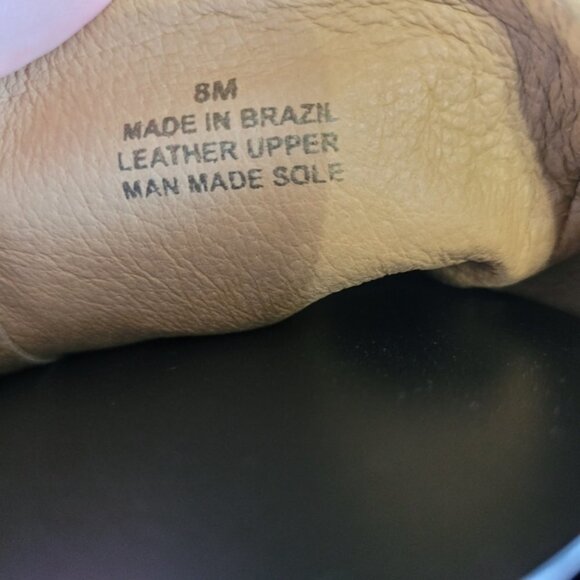 8M
MADE IN BRAZIL
LEATHER UPPER
MAN MADE SOLE